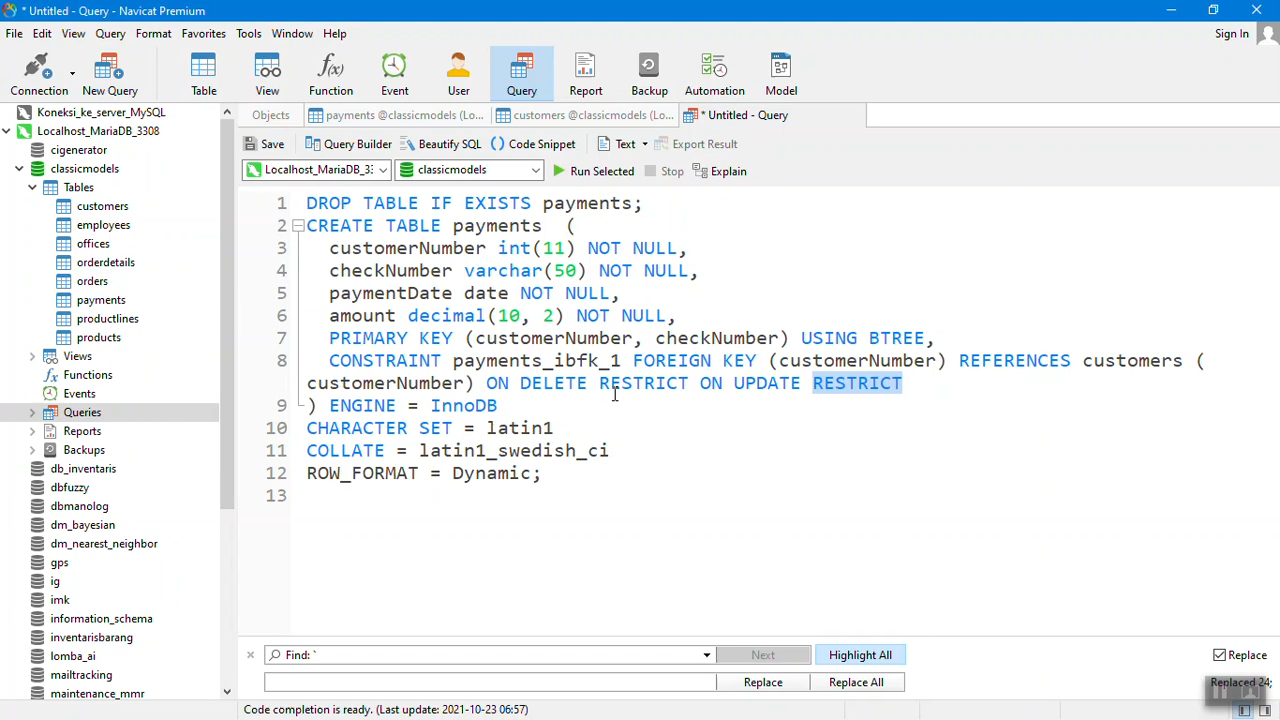 * Untitled - Query - Navicat Premium
File Edit View Query Format Favorites Tools Window Help Sign In
Connection New Query Table View Function Event User Query Report Backup Automation Model
f(x)
Objects payments @classicmodels (Lo... customers @classicmodels (Lo... * Untitled - Query
Save Query Builder Beautify SQL () Code Snippet Text Export Result
Localhost_MariaDB_3: classicmodels Run Selected Stop Explain
Koneksi_ke_server_MySQL
Localhost_MariaDB_3308
cigenerator
classicmodels
Tables
customers
employees
offices
orderdetails
orders
payments
productlines
products
Views
f(x) Functions
Events
Queries
Reports
Backups
db_inventaris
dbfuzzy
dbmanolog
dm_bayesian
dm_nearest_neighbor
gps
ig
imk
information_schema
inventarisbarang
lomba_ai
mailtracking
maintenance_mmr
1 DROP TABLE IF EXISTS payments;
2 CREATE TABLE payments (
3 customerNumber int(11) NOT NULL,
4 checkNumber varchar(50) NOT NULL,
5 paymentDate date NOT NULL,
6 amount decimal(10, 2) NOT NULL,
7 PRIMARY KEY (customerNumber, checkNumber) USING BTREE,
8 CONSTRAINT payments_ibfk_1 FOREIGN KEY (customerNumber) REFERENCES customers (
customerNumber) ON DELETE RESTRICT ON UPDATE RESTRICT
9 ) ENGINE = InnoDB
10 CHARACTER SET = latin1
11 COLLATE = latin1_swedish_ci
12 ROW_FORMAT = Dynamic;
13
Find: ` Next Highlight All Replace
Replace Replace All Replaced 24;
Code completion is ready. (Last update: 2021-10-23 06:57)